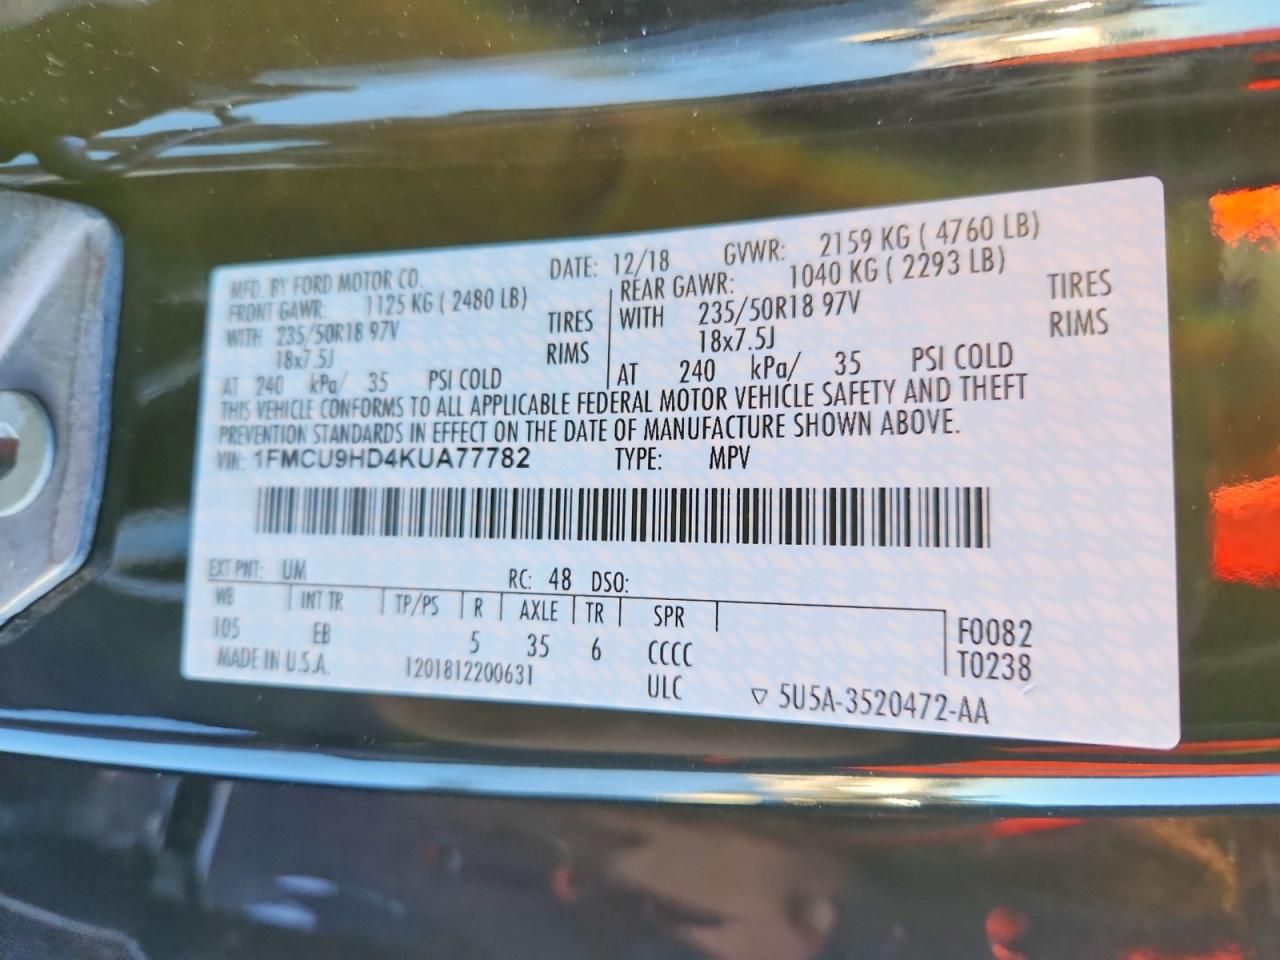 MFD. BY FORD MOTOR CO. DATE: 12/18 GVWR: 2159 KG ( 4760 LB)
FRONT GAWR: 1125 KG ( 2480 LB) REAR GAWR: 1040 KG ( 2293 LB)
WITH 235/50R18 97V TIRES WITH 235/50R18 97V TIRES
18x7.5J RIMS 18x7.5J RIMS
AT 240 kPa/ 35 PSI COLD AT 240 kPa/ 35 PSI COLD
THIS VEHICLE CONFORMS TO ALL APPLICABLE FEDERAL MOTOR VEHICLE SAFETY AND THEFT
PREVENTION STANDARDS IN EFFECT ON THE DATE OF MANUFACTURE SHOWN ABOVE.
VIN: 1FMCU9HD4KUA77782 TYPE: MPV
EXT PNT: UM RC: 48 DSO:
WB INT TR TP/PS R AXLE TR SPR
105 EB 5 35 6 CCCC F0082
MADE IN U.S.A. 1201812200631 ULC T0238
▽ 5U5A-3520472-AA